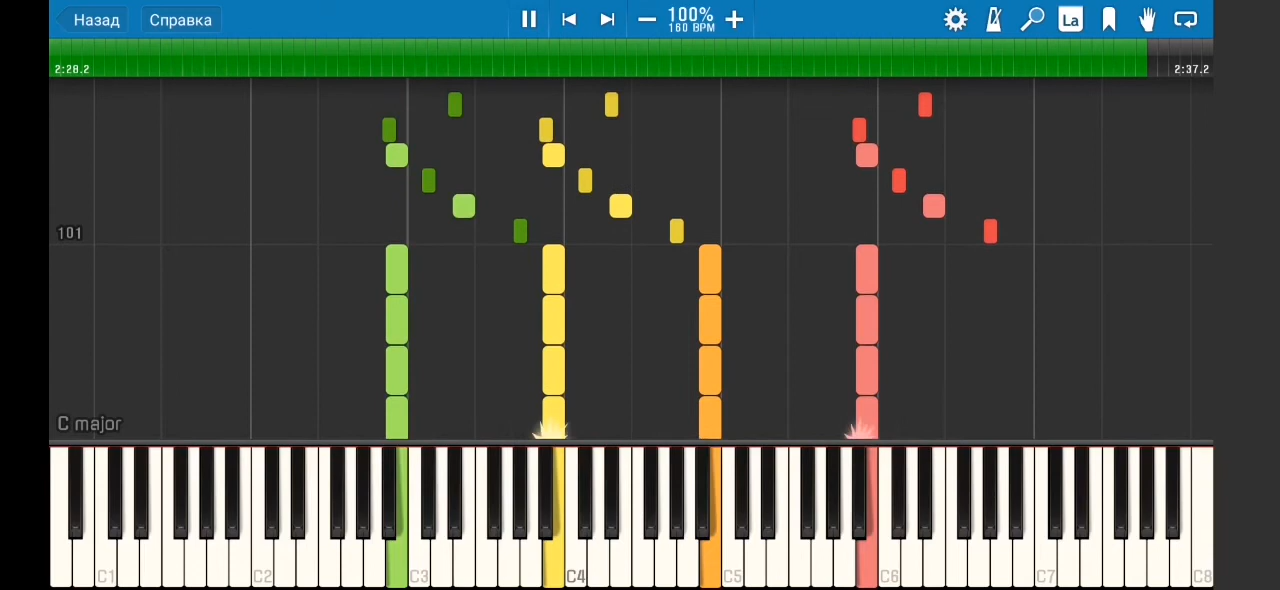 Назад Справка 100% La
160 BPM
2:28.2 2:37.2
101
C major
C1 C2 C3 C4 C5 C6 C7 C8